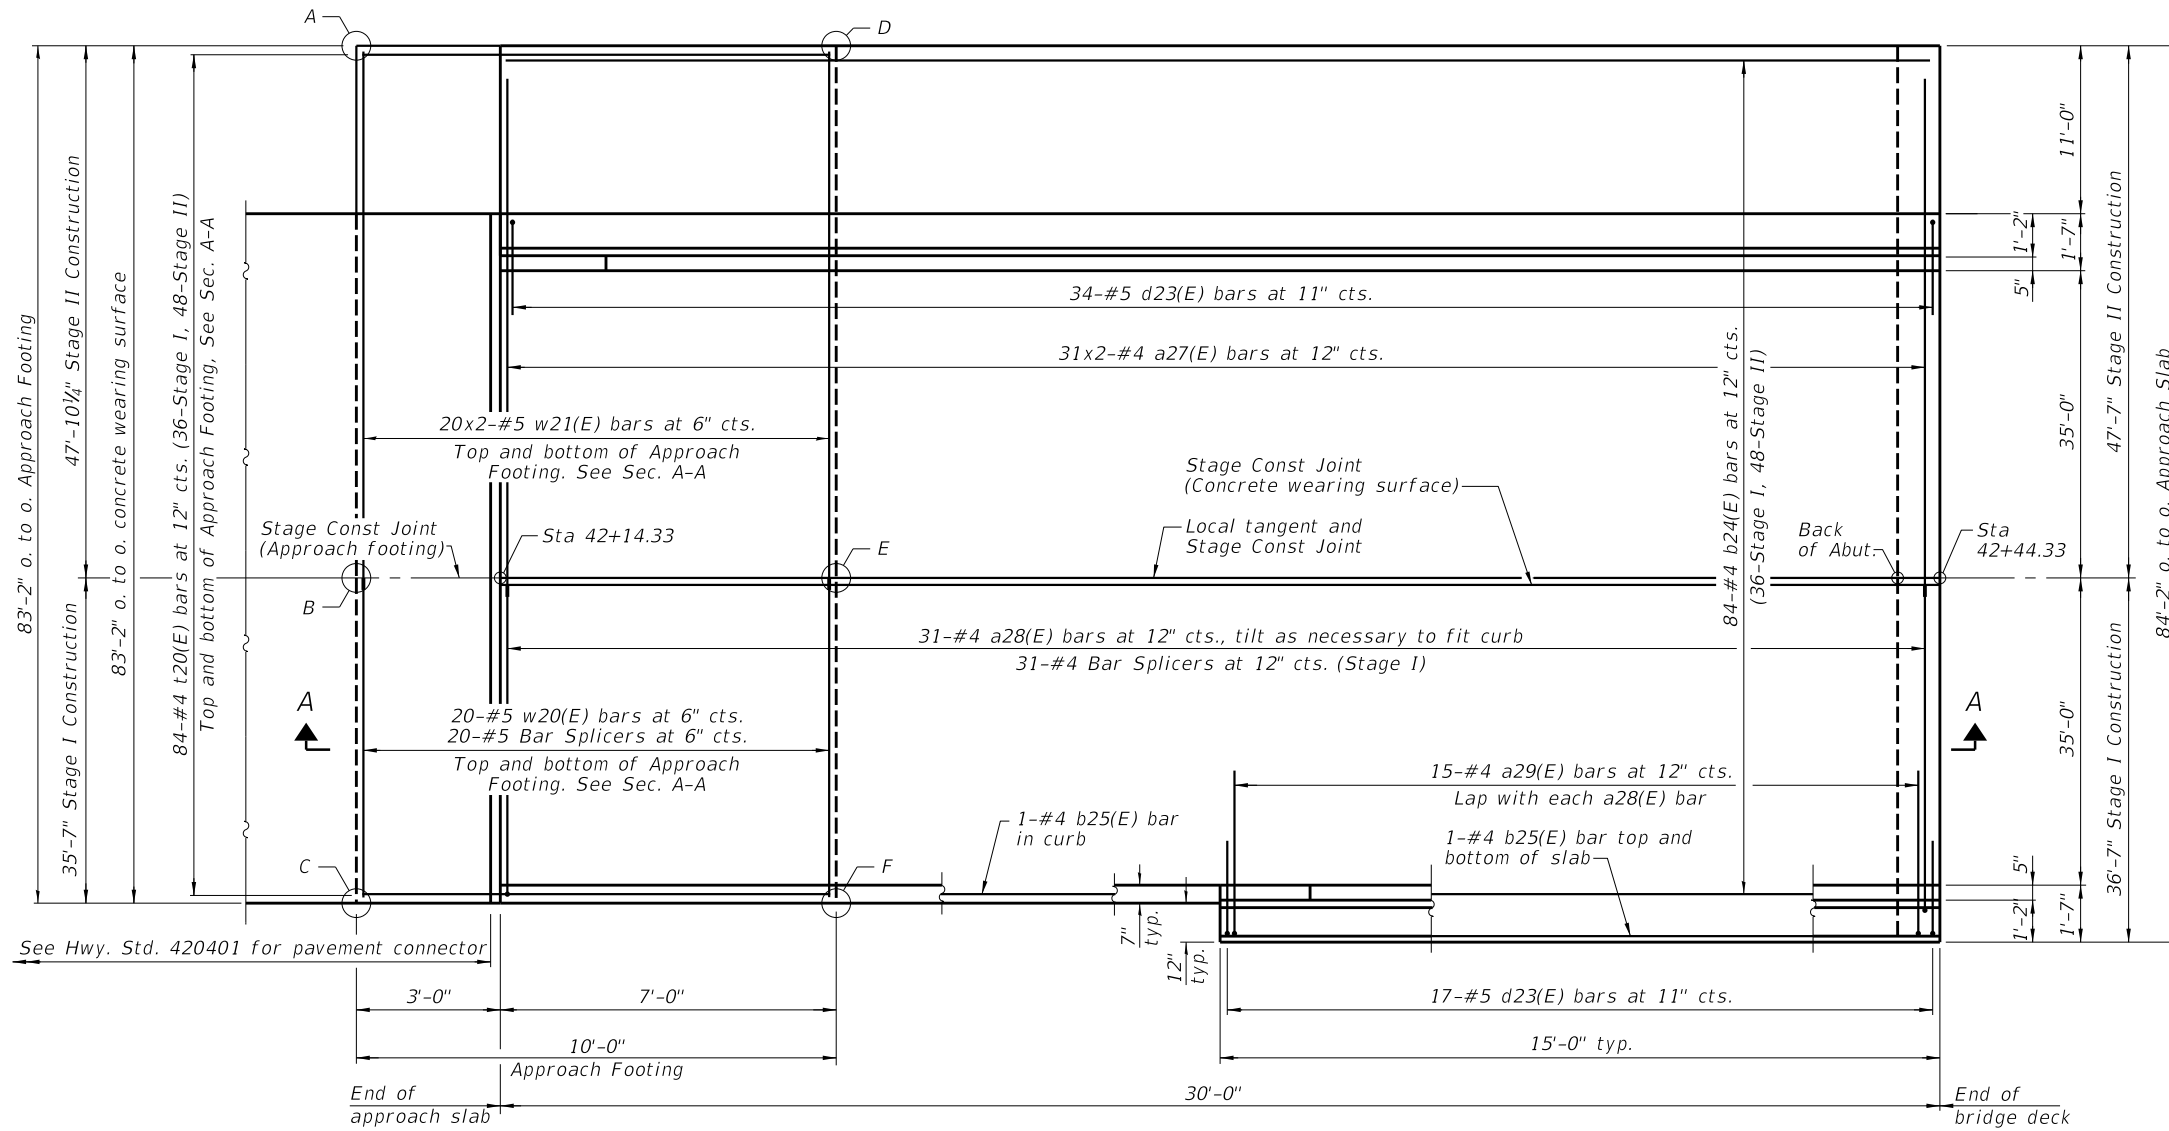 A
D
83'-2" o. to o. Approach Footing
47'-10¼" Stage II Construction
35'-7" Stage I Construction
83'-2" o. to o. concrete wearing surface
84-#4 t20(E) bars at 12" cts. (36-Stage I, 48-Stage II)
Top and bottom of Approach Footing, See Sec. A-A
34-#5 d23(E) bars at 11" cts.
31x2-#4 a27(E) bars at 12" cts.
20x2-#5 w21(E) bars at 6" cts.
Top and bottom of Approach
Footing. See Sec. A-A
Stage Const Joint
(Concrete wearing surface)
Stage Const Joint
(Approach footing)
Sta 42+14.33
E
Local tangent and
Stage Const Joint
84-#4 b24(E) bars at 12" cts.
(36-Stage I, 48-Stage II)
Back
of Abut.
Sta
42+44.33
B
31-#4 a28(E) bars at 12" cts., tilt as necessary to fit curb
31-#4 Bar Splicers at 12" cts. (Stage I)
A
A
20-#5 w20(E) bars at 6" cts.
20-#5 Bar Splicers at 6" cts.
Top and bottom of Approach
Footing. See Sec. A-A
15-#4 a29(E) bars at 12" cts.
Lap with each a28(E) bar
1-#4 b25(E) bar
in curb
1-#4 b25(E) bar top and
bottom of slab
C
F
11'-0"
1'-2"
1'-7"
5"
35'-0"
47'-7" Stage II Construction
84'-2" o. to o. Approach Slab
35'-0"
36'-7" Stage I Construction
5"
1'-2"
1'-7"
See Hwy. Std. 420401 for pavement connector
7"
typ.
12"
typ.
3'-0"
7'-0"
17-#5 d23(E) bars at 11" cts.
10'-0"
Approach Footing
15'-0" typ.
End of
approach slab
30'-0"
End of
bridge deck